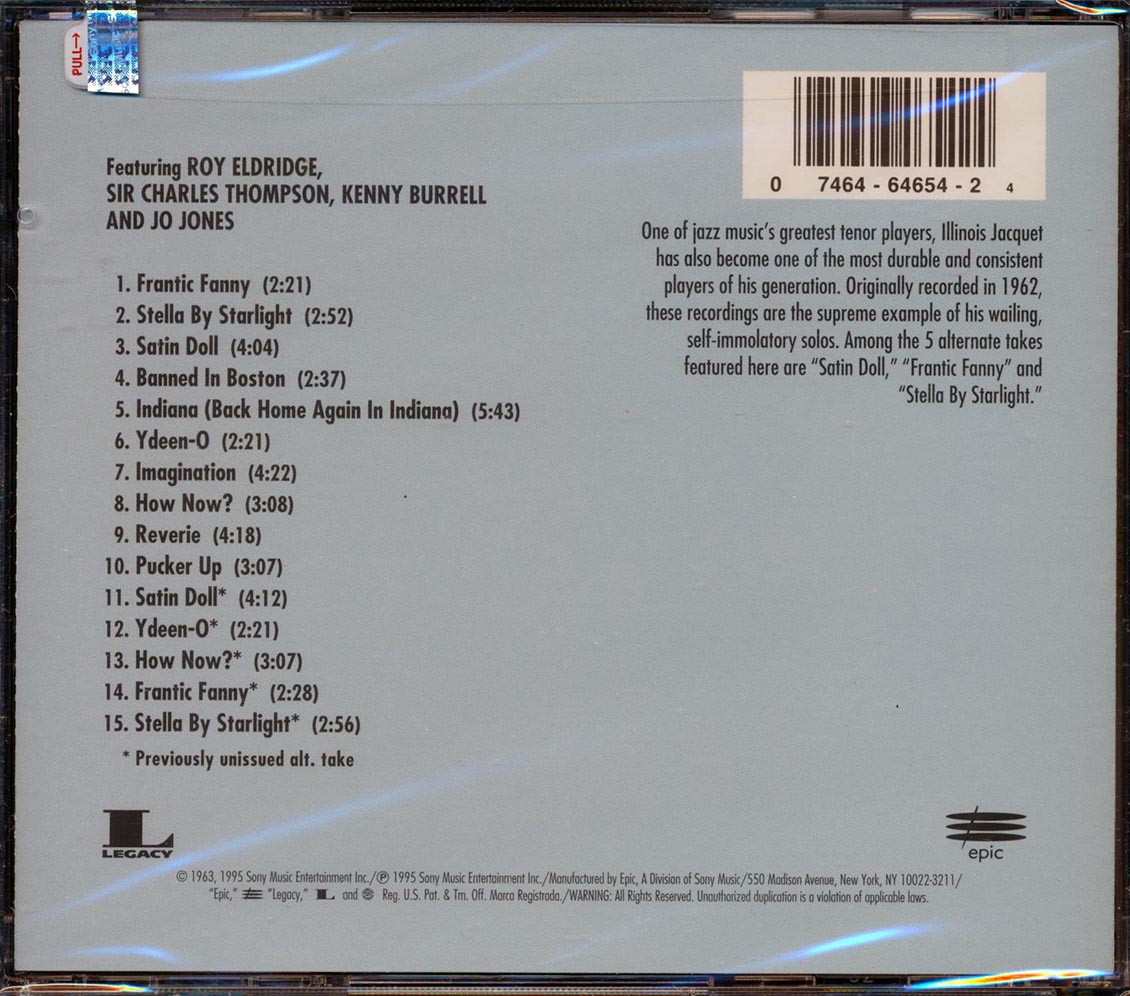 PULL→
Featuring ROY ELDRIDGE,
SIR CHARLES THOMPSON, KENNY BURRELL
AND JO JONES
1. Frantic Fanny (2:21)
2. Stella By Starlight (2:52)
3. Satin Doll (4:04)
4. Banned In Boston (2:37)
5. Indiana (Back Home Again In Indiana) (5:43)
6. Ydeen-O (2:21)
7. Imagination (4:22)
8. How Now? (3:08)
9. Reverie (4:18)
10. Pucker Up (3:07)
11. Satin Doll* (4:12)
12. Ydeen-O* (2:21)
13. How Now?* (3:07)
14. Frantic Fanny* (2:28)
15. Stella By Starlight* (2:56)
* Previously unissued alt. take
0 7464 - 64654 - 2 4
One of jazz music's greatest tenor players, Illinois Jacquet
has also become one of the most durable and consistent
players of his generation. Originally recorded in 1962,
these recordings are the supreme example of his wailing,
self-immolatory solos. Among the 5 alternate takes
featured here are "Satin Doll," "Frantic Fanny" and
"Stella By Starlight."
L
LEGACY
epic
© 1963, 1995 Sony Music Entertainment Inc./℗ 1995 Sony Music Entertainment Inc./Manufactured by Epic, A Division of Sony Music/550 Madison Avenue, New York, NY 10022-3211/
"Epic," "Legacy," L and Reg. U.S. Pat. & Tm. Off. Marca Registrada./WARNING: All Rights Reserved. Unauthorized duplication is a violation of applicable laws.